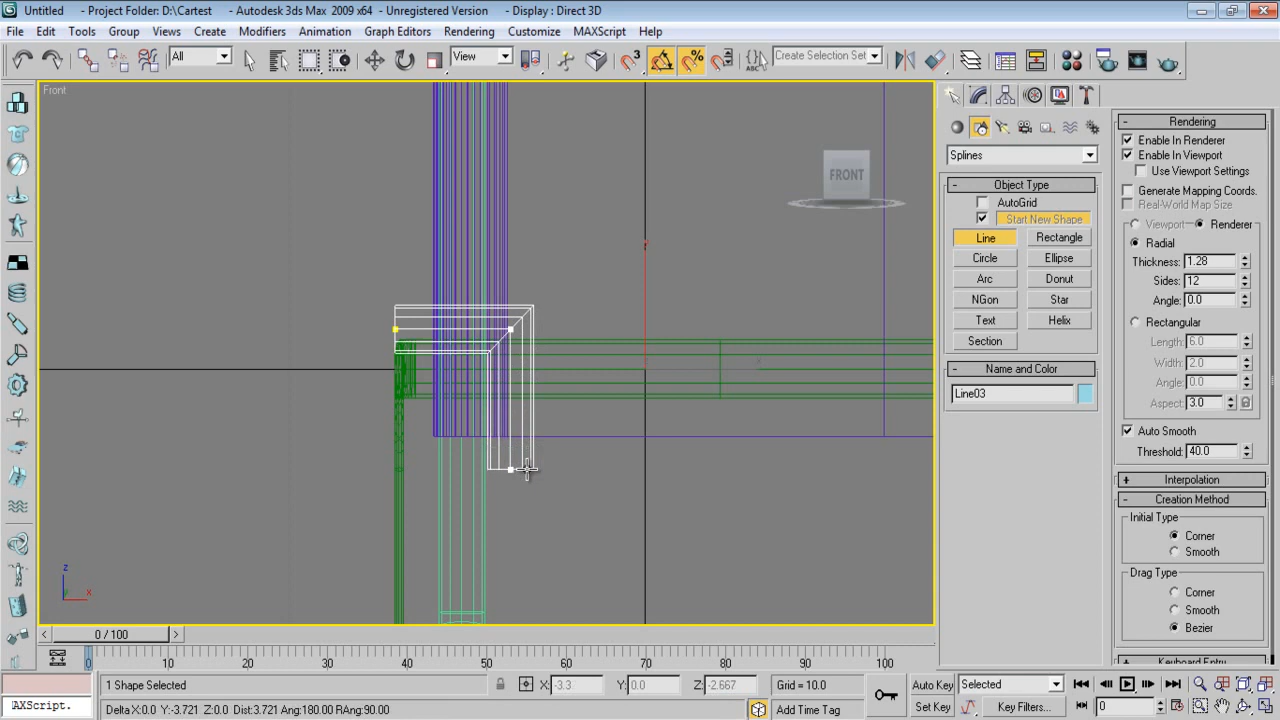 Untitled - Project Folder: D:\Cartest - Autodesk 3ds Max 2009 x64 - Unregistered Version - Display : Direct 3D
File Edit Tools Group Views Create Modifiers Animation Graph Editors Rendering Customize MAXScript Help
All View Create Selection Set
Front
FRONT
z
x
Splines
- Object Type
AutoGrid
Start New Shape
Line Rectangle
Circle Ellipse
Arc Donut
NGon Star
Text Helix
Section
- Name and Color
Line03
- Rendering
Enable In Renderer
Enable In Viewport
Use Viewport Settings
Generate Mapping Coords.
Real-World Map Size
Viewport Renderer
Radial
Thickness: 1.28
Sides: 12
Angle: 0.0
Rectangular
Length: 6.0
Width: 2.0
Angle: 0.0
Aspect: 3.0
Auto Smooth
Threshold: 40.0
+ Interpolation
- Creation Method
Initial Type
Corner
Smooth
Drag Type
Corner
Smooth
Bezier
+ Keyboard Entry
< 0 / 100 >
0 10 20 30 40 50 60 70 80 90 100
1 Shape Selected X: -3.3 Y: 0.0 Z: -2.667 Grid = 10.0 Auto Key Selected
AXScript. Delta X:0.0 Y:-3.721 Z:0.0 Dist:3.721 Ang:180.00 RAng:90.00 Add Time Tag Set Key Key Filters... 0